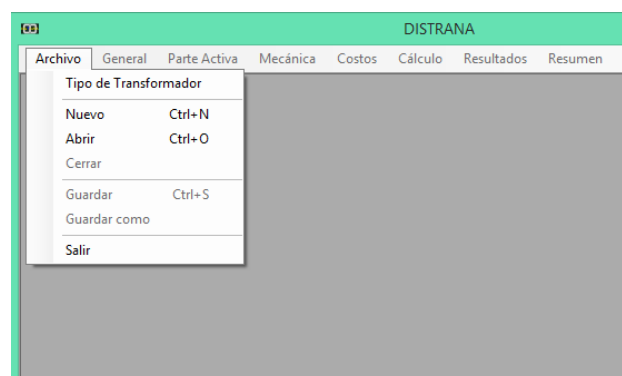 DISTRANA
Archivo General Parte Activa Mecánica Costos Cálculo Resultados Resumen
Tipo de Transformador
Nuevo Ctrl+N
Abrir Ctrl+O
Cerrar
Guardar Ctrl+S
Guardar como
Salir